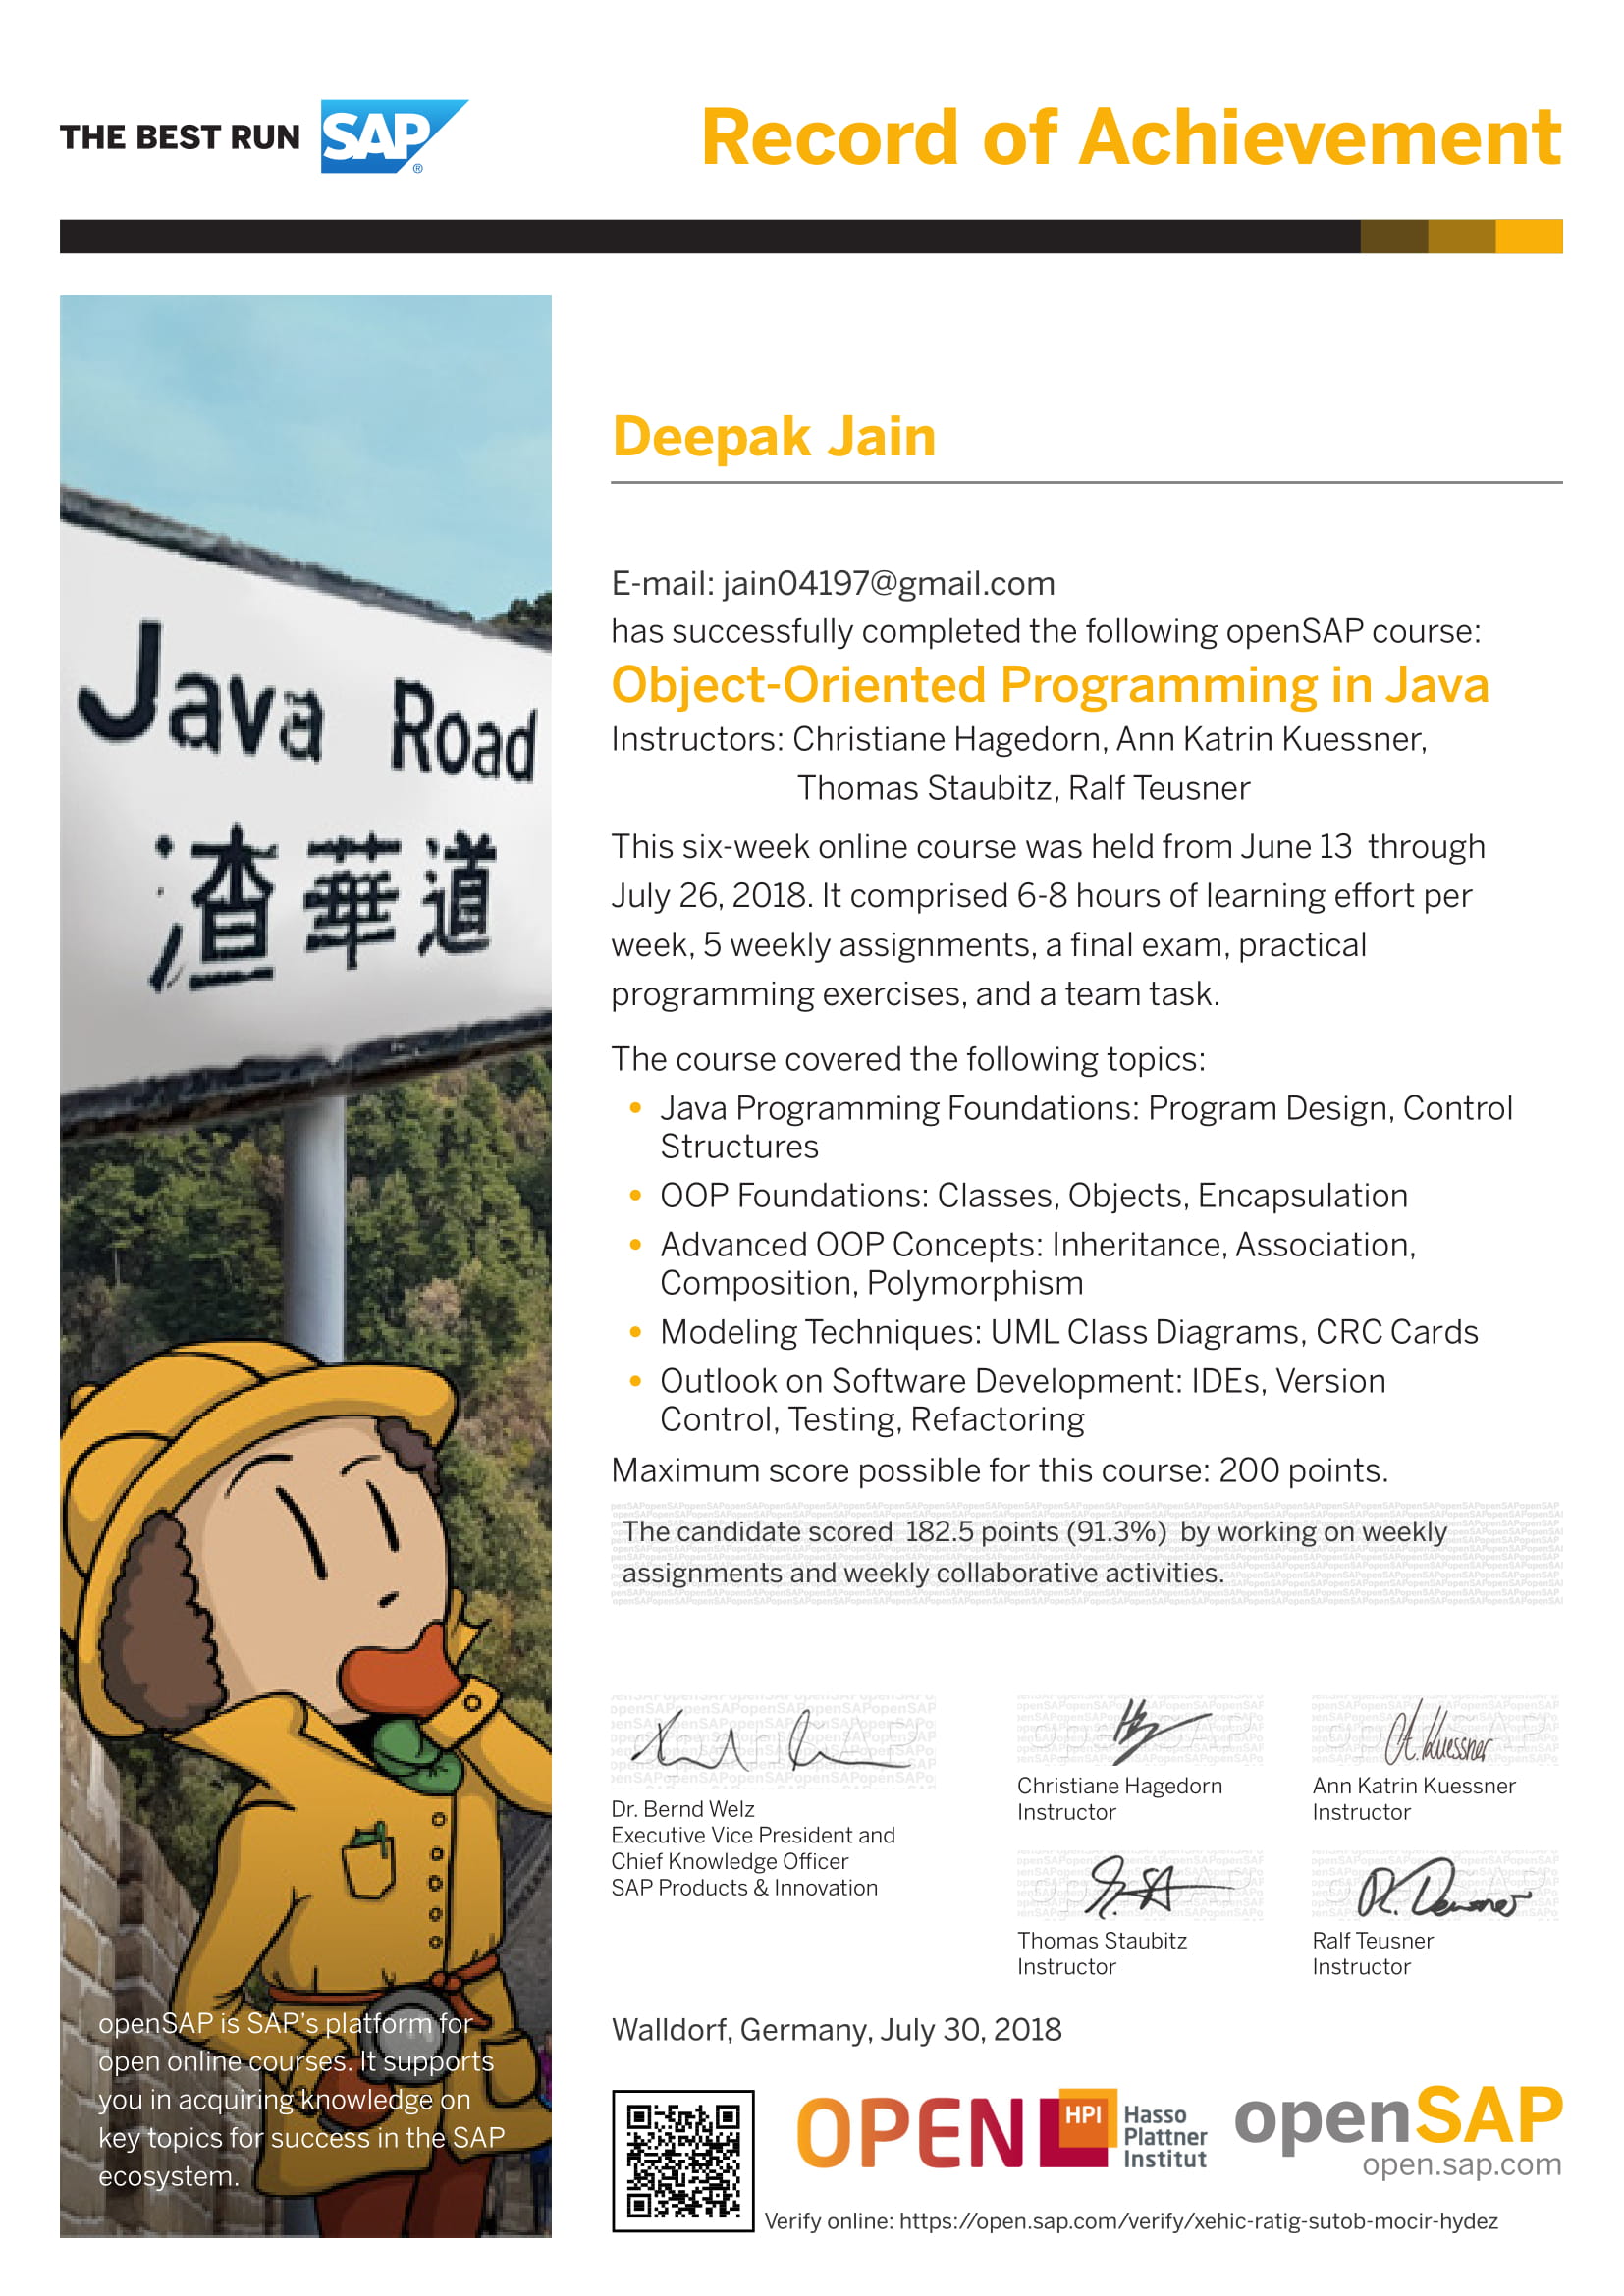 THE BEST RUN SAP
®
Record of Achievement
Java Road
渣華道
Deepak Jain
E-mail: jain04197@gmail.com
has successfully completed the following openSAP course:
Object-Oriented Programming in Java
Instructors: Christiane Hagedorn, Ann Katrin Kuessner,
Thomas Staubitz, Ralf Teusner
This six-week online course was held from June 13 through
July 26, 2018. It comprised 6-8 hours of learning effort per
week, 5 weekly assignments, a final exam, practical
programming exercises, and a team task.
The course covered the following topics:
• Java Programming Foundations: Program Design, Control
Structures
• OOP Foundations: Classes, Objects, Encapsulation
• Advanced OOP Concepts: Inheritance, Association,
Composition, Polymorphism
• Modeling Techniques: UML Class Diagrams, CRC Cards
• Outlook on Software Development: IDEs, Version
Control, Testing, Refactoring
Maximum score possible for this course: 200 points.
The candidate scored 182.5 points (91.3%) by working on weekly
assignments and weekly collaborative activities.
Dr. Bernd Welz
Executive Vice President and
Chief Knowledge Officer
SAP Products & Innovation
Christiane Hagedorn
Instructor
A. Kuessner
Ann Katrin Kuessner
Instructor
Thomas Staubitz
Instructor
R. Teusner
Ralf Teusner
Instructor
openSAP is SAP's platform for
open online courses. It supports
you in acquiring knowledge on
key topics for success in the SAP
ecosystem.
Walldorf, Germany, July 30, 2018
OPEN HPI
Hasso
Plattner
Institut
openSAP
open.sap.com
Verify online: https://open.sap.com/verify/xehic-ratig-sutob-mocir-hydez